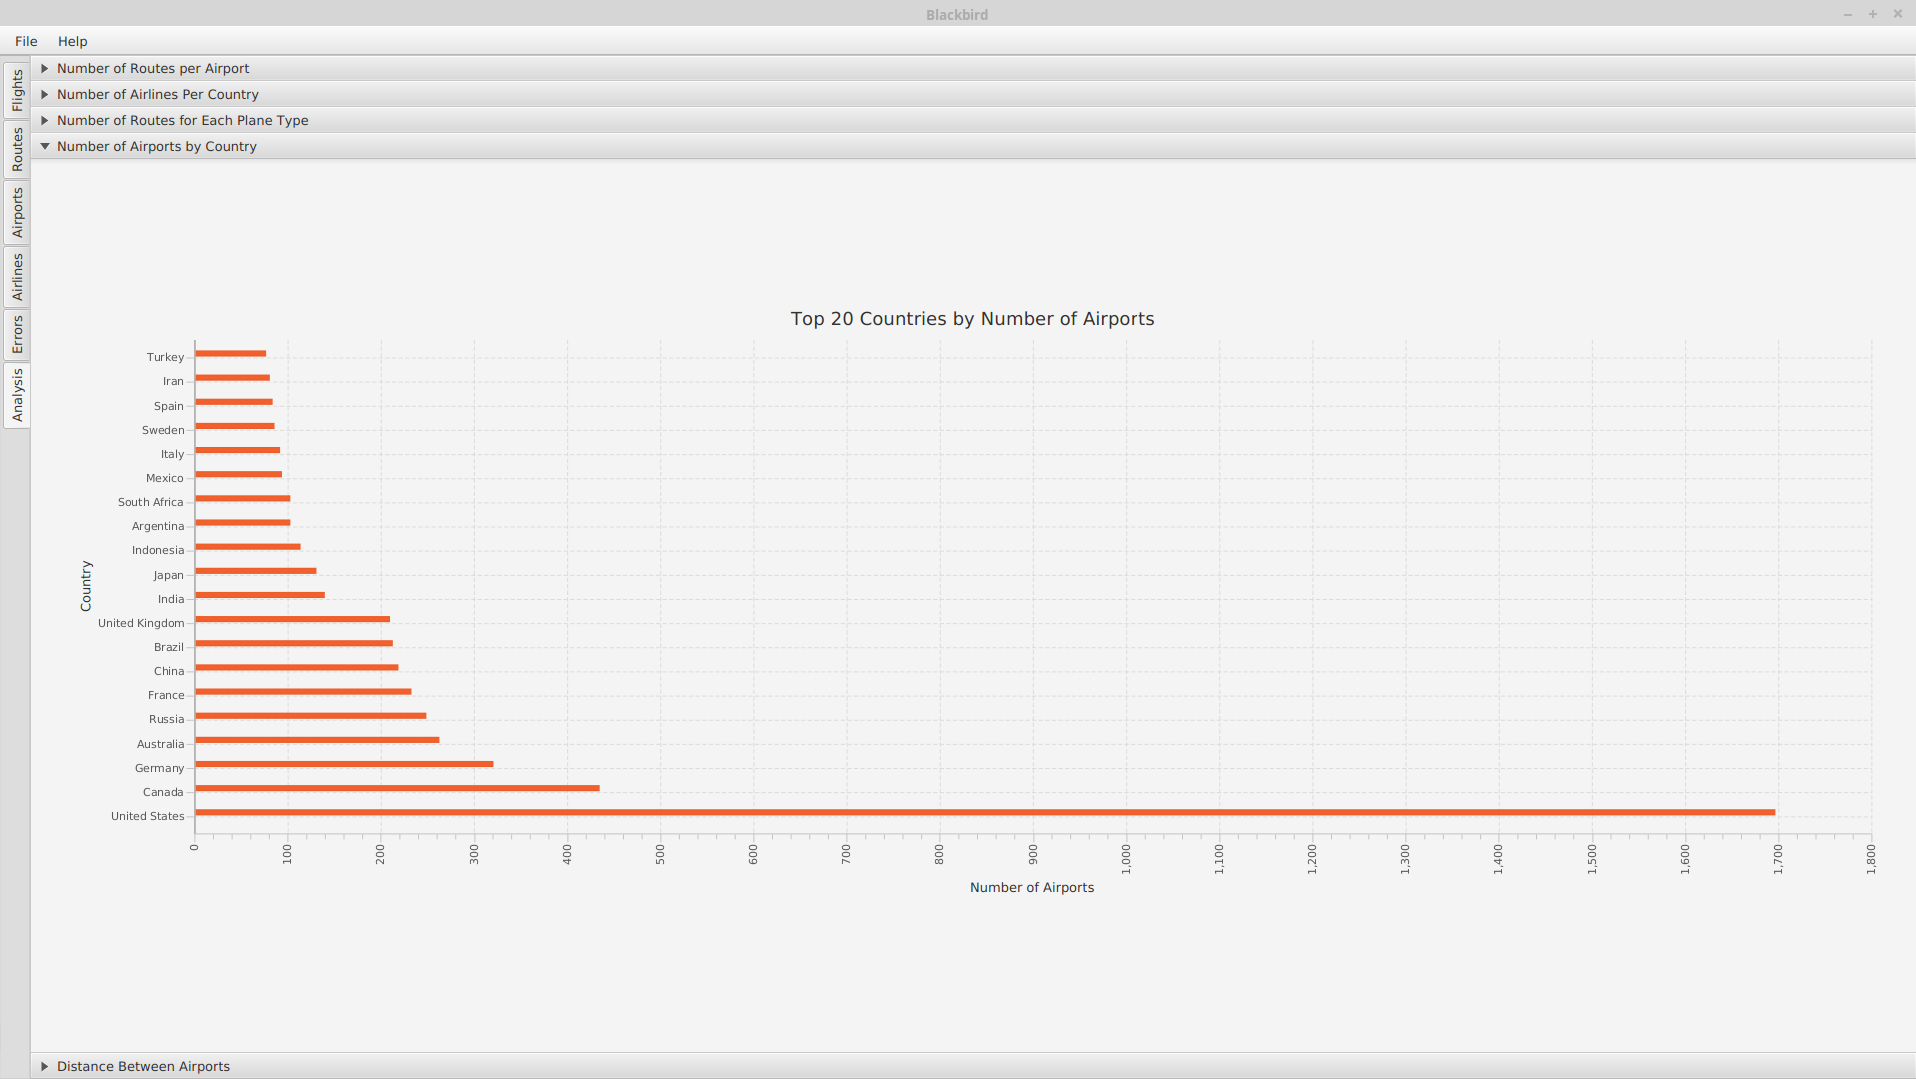 Blackbird
File Help
Flights
Routes
Airports
Airlines
Errors
Analysis
Number of Routes per Airport
Number of Airlines Per Country
Number of Routes for Each Plane Type
Number of Airports by Country
Top 20 Countries by Number of Airports
Country
Turkey
Iran
Spain
Sweden
Italy
Mexico
South Africa
Argentina
Indonesia
Japan
India
United Kingdom
Brazil
China
France
Russia
Australia
Germany
Canada
United States
0 100 200 300 400 500 600 700 800 900 1,000 1,100 1,200 1,300 1,400 1,500 1,600 1,700 1,800
Number of Airports
Distance Between Airports